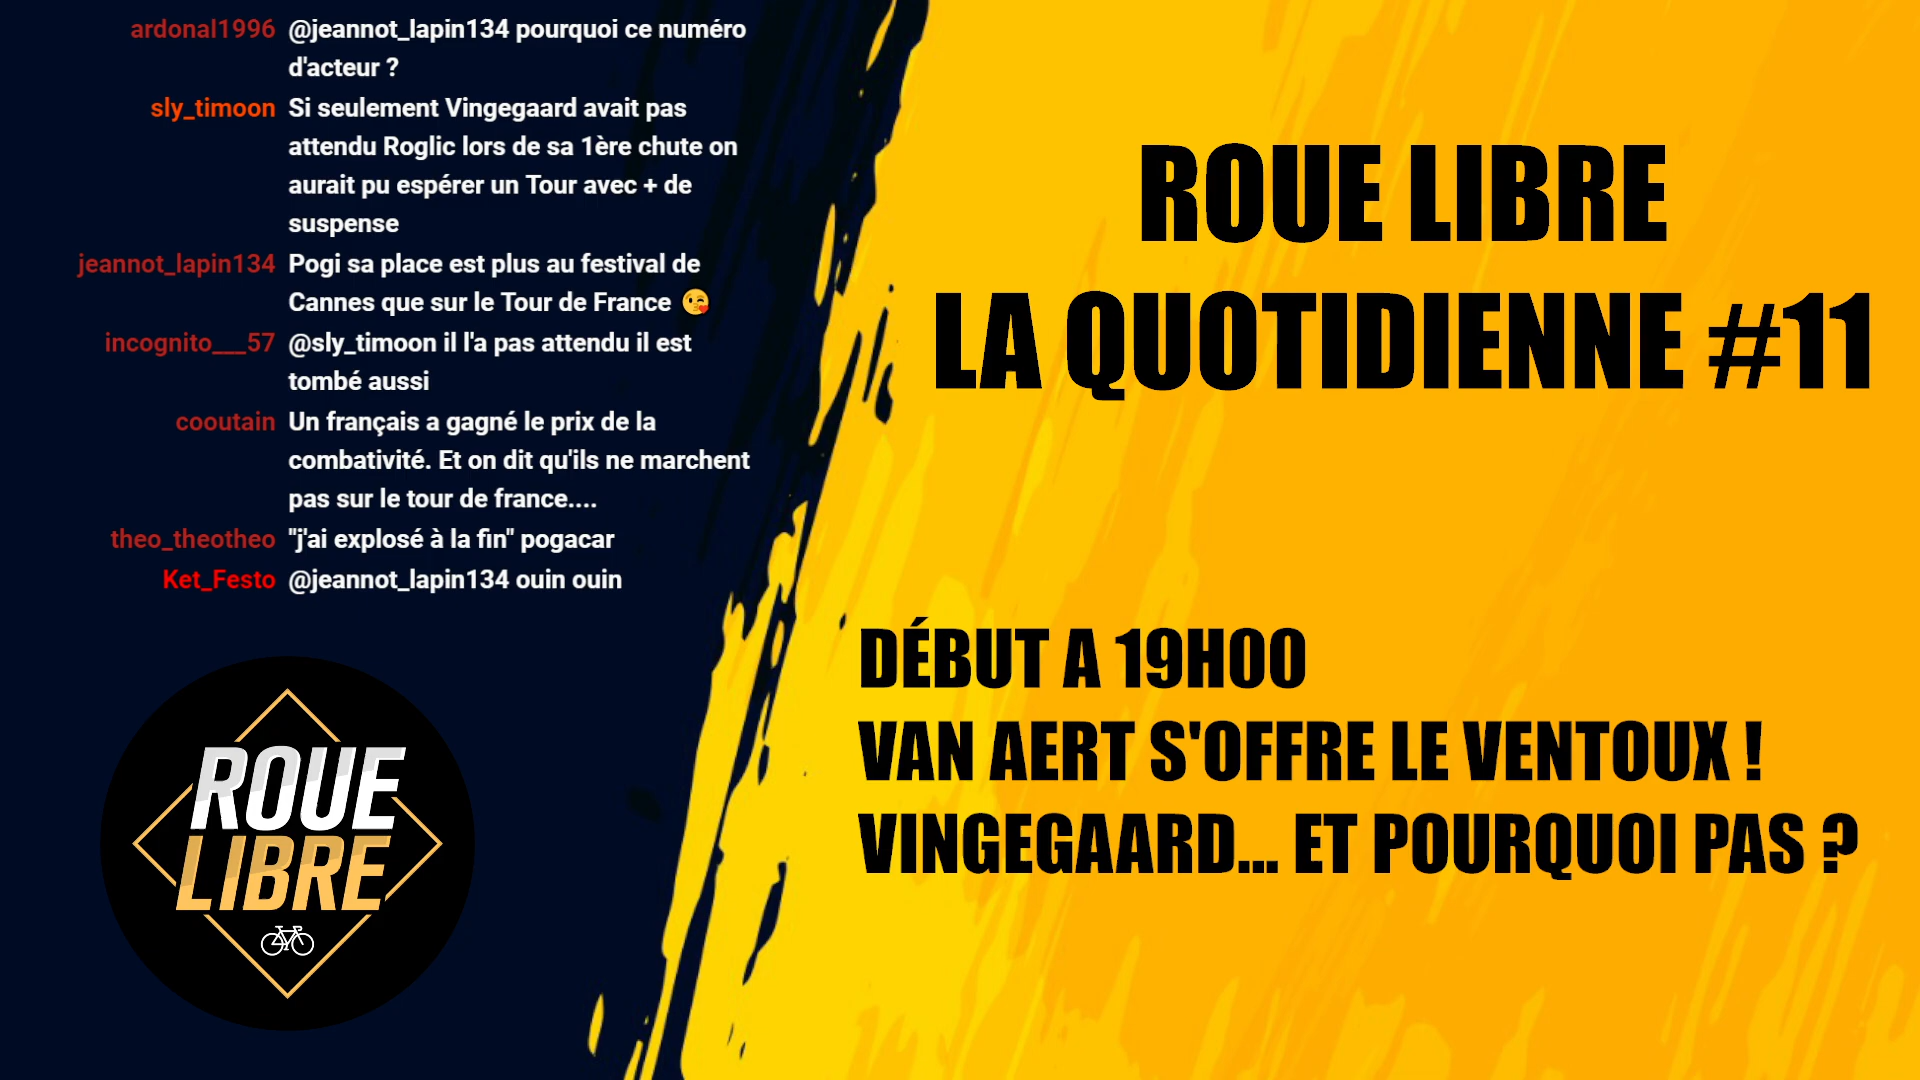 ardonal1996 @jeannot_lapin134 pourquoi ce numéro
d'acteur ?
sly_timoon Si seulement Vingegaard avait pas
attendu Roglic lors de sa 1ère chute on
aurait pu espérer un Tour avec + de
suspense
jeannot_lapin134 Pogi sa place est plus au festival de
Cannes que sur le Tour de France 😘
incognito___57 @sly_timoon il l'a pas attendu il est
tombé aussi
cooutain Un français a gagné le prix de la
combativité. Et on dit qu'ils ne marchent
pas sur le tour de france....
theo_theotheo "j'ai explosé à la fin" pogacar
Ket_Festo @jeannot_lapin134 ouin ouin
ROUE
LIBRE
ROUE LIBRE
LA QUOTIDIENNE #11
DÉBUT A 19H00
VAN AERT S'OFFRE LE VENTOUX !
VINGEGAARD... ET POURQUOI PAS ?